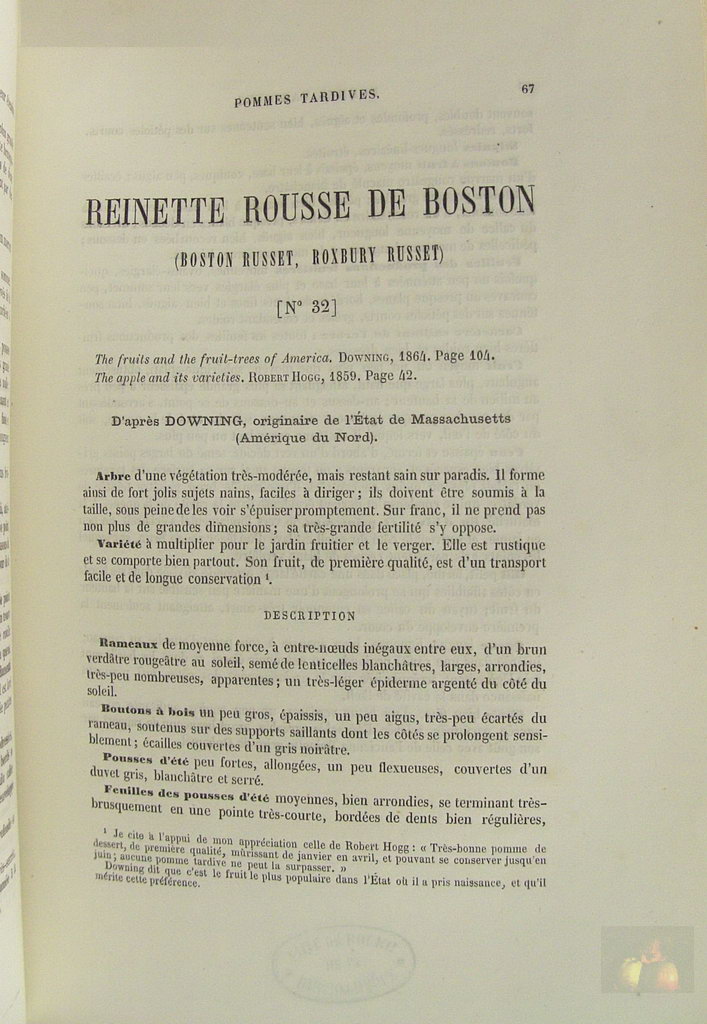 POMMES TARDIVES.
67
REINETTE ROUSSE DE BOSTON
(BOSTON RUSSET, ROXBURY RUSSET)
[N° 32]
The fruits and the fruit-trees of America. DOWNING, 1864. Page 104.
The apple and its varieties. ROBERT HOGG, 1859. Page 42.
D'après DOWNING, originaire de l'État de Massachusetts
(Amérique du Nord).
Arbre d'une végétation très-modérée, mais restant sain sur paradis. Il forme
ainsi de fort jolis sujets nains, faciles à diriger; ils doivent être soumis à la
taille, sous peine de les voir s'épuiser promptement. Sur franc, il ne prend pas
non plus de grandes dimensions; sa très-grande fertilité s'y oppose.
Variété à multiplier pour le jardin fruitier et le verger. Elle est rustique
et se comporte bien partout. Son fruit, de première qualité, est d'un transport
facile et de longue conservation ¹.
DESCRIPTION
Rameaux de moyenne force, à entre-nœuds inégaux entre eux, d'un brun
verdâtre rougeâtre au soleil, semé de lenticelles blanchâtres, larges, arrondies,
très-peu nombreuses, apparentes; un très-léger épiderme argenté du côté du
soleil.
Boutons à bois un peu gros, épaissis, un peu aigus, très-peu écartés du
rameau, soutenus sur des supports saillants dont les côtés se prolongent sensi-
blement; écailles couvertes d'un gris noirâtre.
Pousses d'été peu fortes, allongées, un peu flexueuses, couvertes d'un
duvet gris, blanchâtre et serré.
Feuilles des pousses d'été moyennes, bien arrondies, se terminant très-
brusquement en une pointe très-courte, bordées de dents bien régulières,
¹ Je cite à l'appui de mon appréciation celle de Robert Hogg: « Très-bonne pomme de
dessert, de première qualité, mûrissant de janvier en avril, et pouvant se conserver jusqu'en
juin; aucune pomme tardive ne peut la surpasser. »
Downing dit que c'est le fruit le plus populaire dans l'État où il a pris naissance, et qu'il
mérite cette préférence.